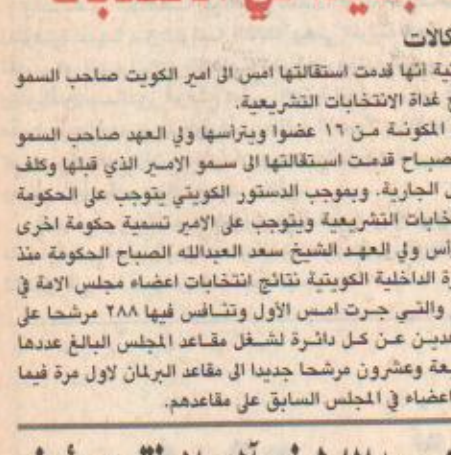 كالات
ية انها قدمت استقالتها امس الى امير الكويت صاحب السمو
ح غداة الانتخابات التشريعية.
المكونة من ١٦ عضوا ويترأسها ولي العهد صاحب السمو
صباح قدمت استقالتها الى سمو الامير الذي قبلها وكلف
ل الجارية. وبموجب الدستور الكويتي يتوجب على الحكومة
خابات التشريعية ويتوجب على الامير تسمية حكومة اخرى
رأس ولي العهد الشيخ سعد العبدالله الصباح الحكومة منذ
رة الداخلية الكويتية نتائج انتخابات اعضاء مجلس الامة في
والتي جرت امس الأول وتنافس فيها ٢٨٨ مرشحا على
عدين عن كل دائرة لشغل مقاعد المجلس البالغ عددها
عة وعشرون مرشحا جديدا الى مقاعد البرلمان لاول مرة فيما
اعضاء في المجلس السابق على مقاعدهم.